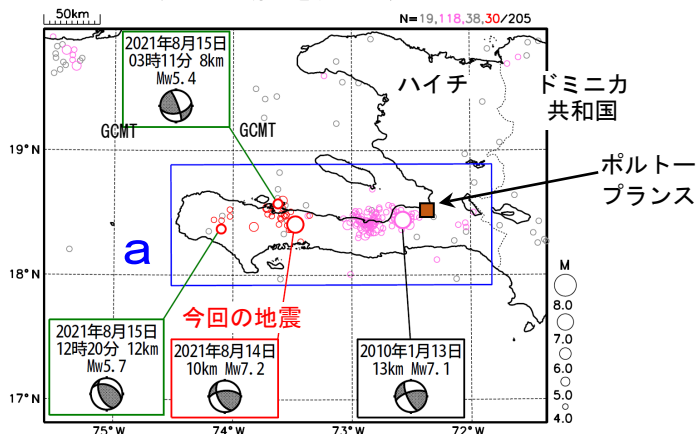 50km
N=19,118,38,30/205
2021年8月15日
03時11分 8km
Mw5.4
GCMT
GCMT
ハイチ
ドミニカ
共和国
19°N
ポルトー
プランス
a
18°N
今回の地震
M
8.0
7.0
6.0
5.0
4.0
2021年8月15日
12時20分 12km
Mw5.7
2021年8月14日
10km Mw7.2
2010年1月13日
13km Mw7.1
17°N
75°W
74°W
73°W
72°W